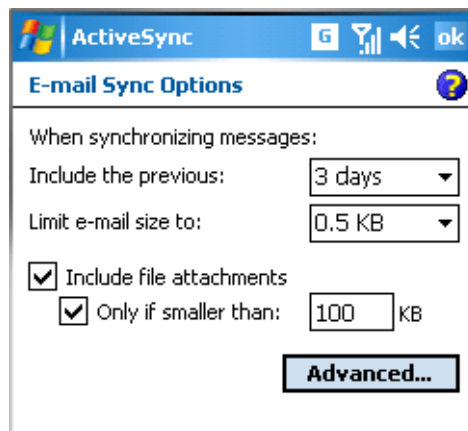 ActiveSync G ok
E-mail Sync Options ?
When synchronizing messages:
Include the previous: 3 days
Limit e-mail size to: 0.5 KB
Include file attachments
Only if smaller than: 100 KB
Advanced...